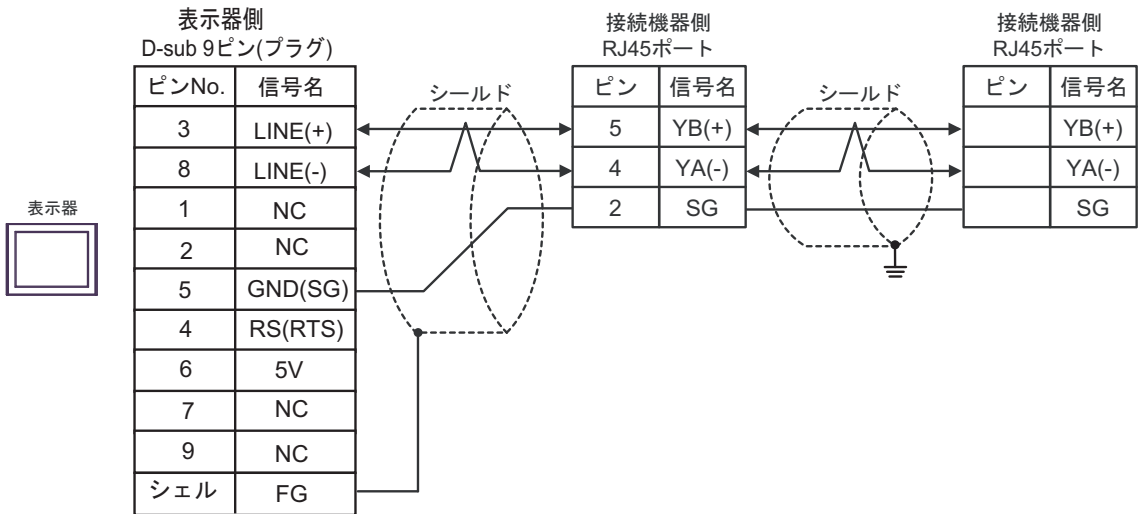 表示器側
D-sub 9ピン(プラグ)
ピンNo. 信号名
3 LINE(+)
8 LINE(-)
1 NC
2 NC
5 GND(SG)
4 RS(RTS)
6 5V
7 NC
9 NC
シェル FG
表示器
シールド
接続機器側
RJ45ポート
ピン 信号名
5 YB(+)
4 YA(-)
2 SG
シールド
接続機器側
RJ45ポート
ピン 信号名
YB(+)
YA(-)
SG